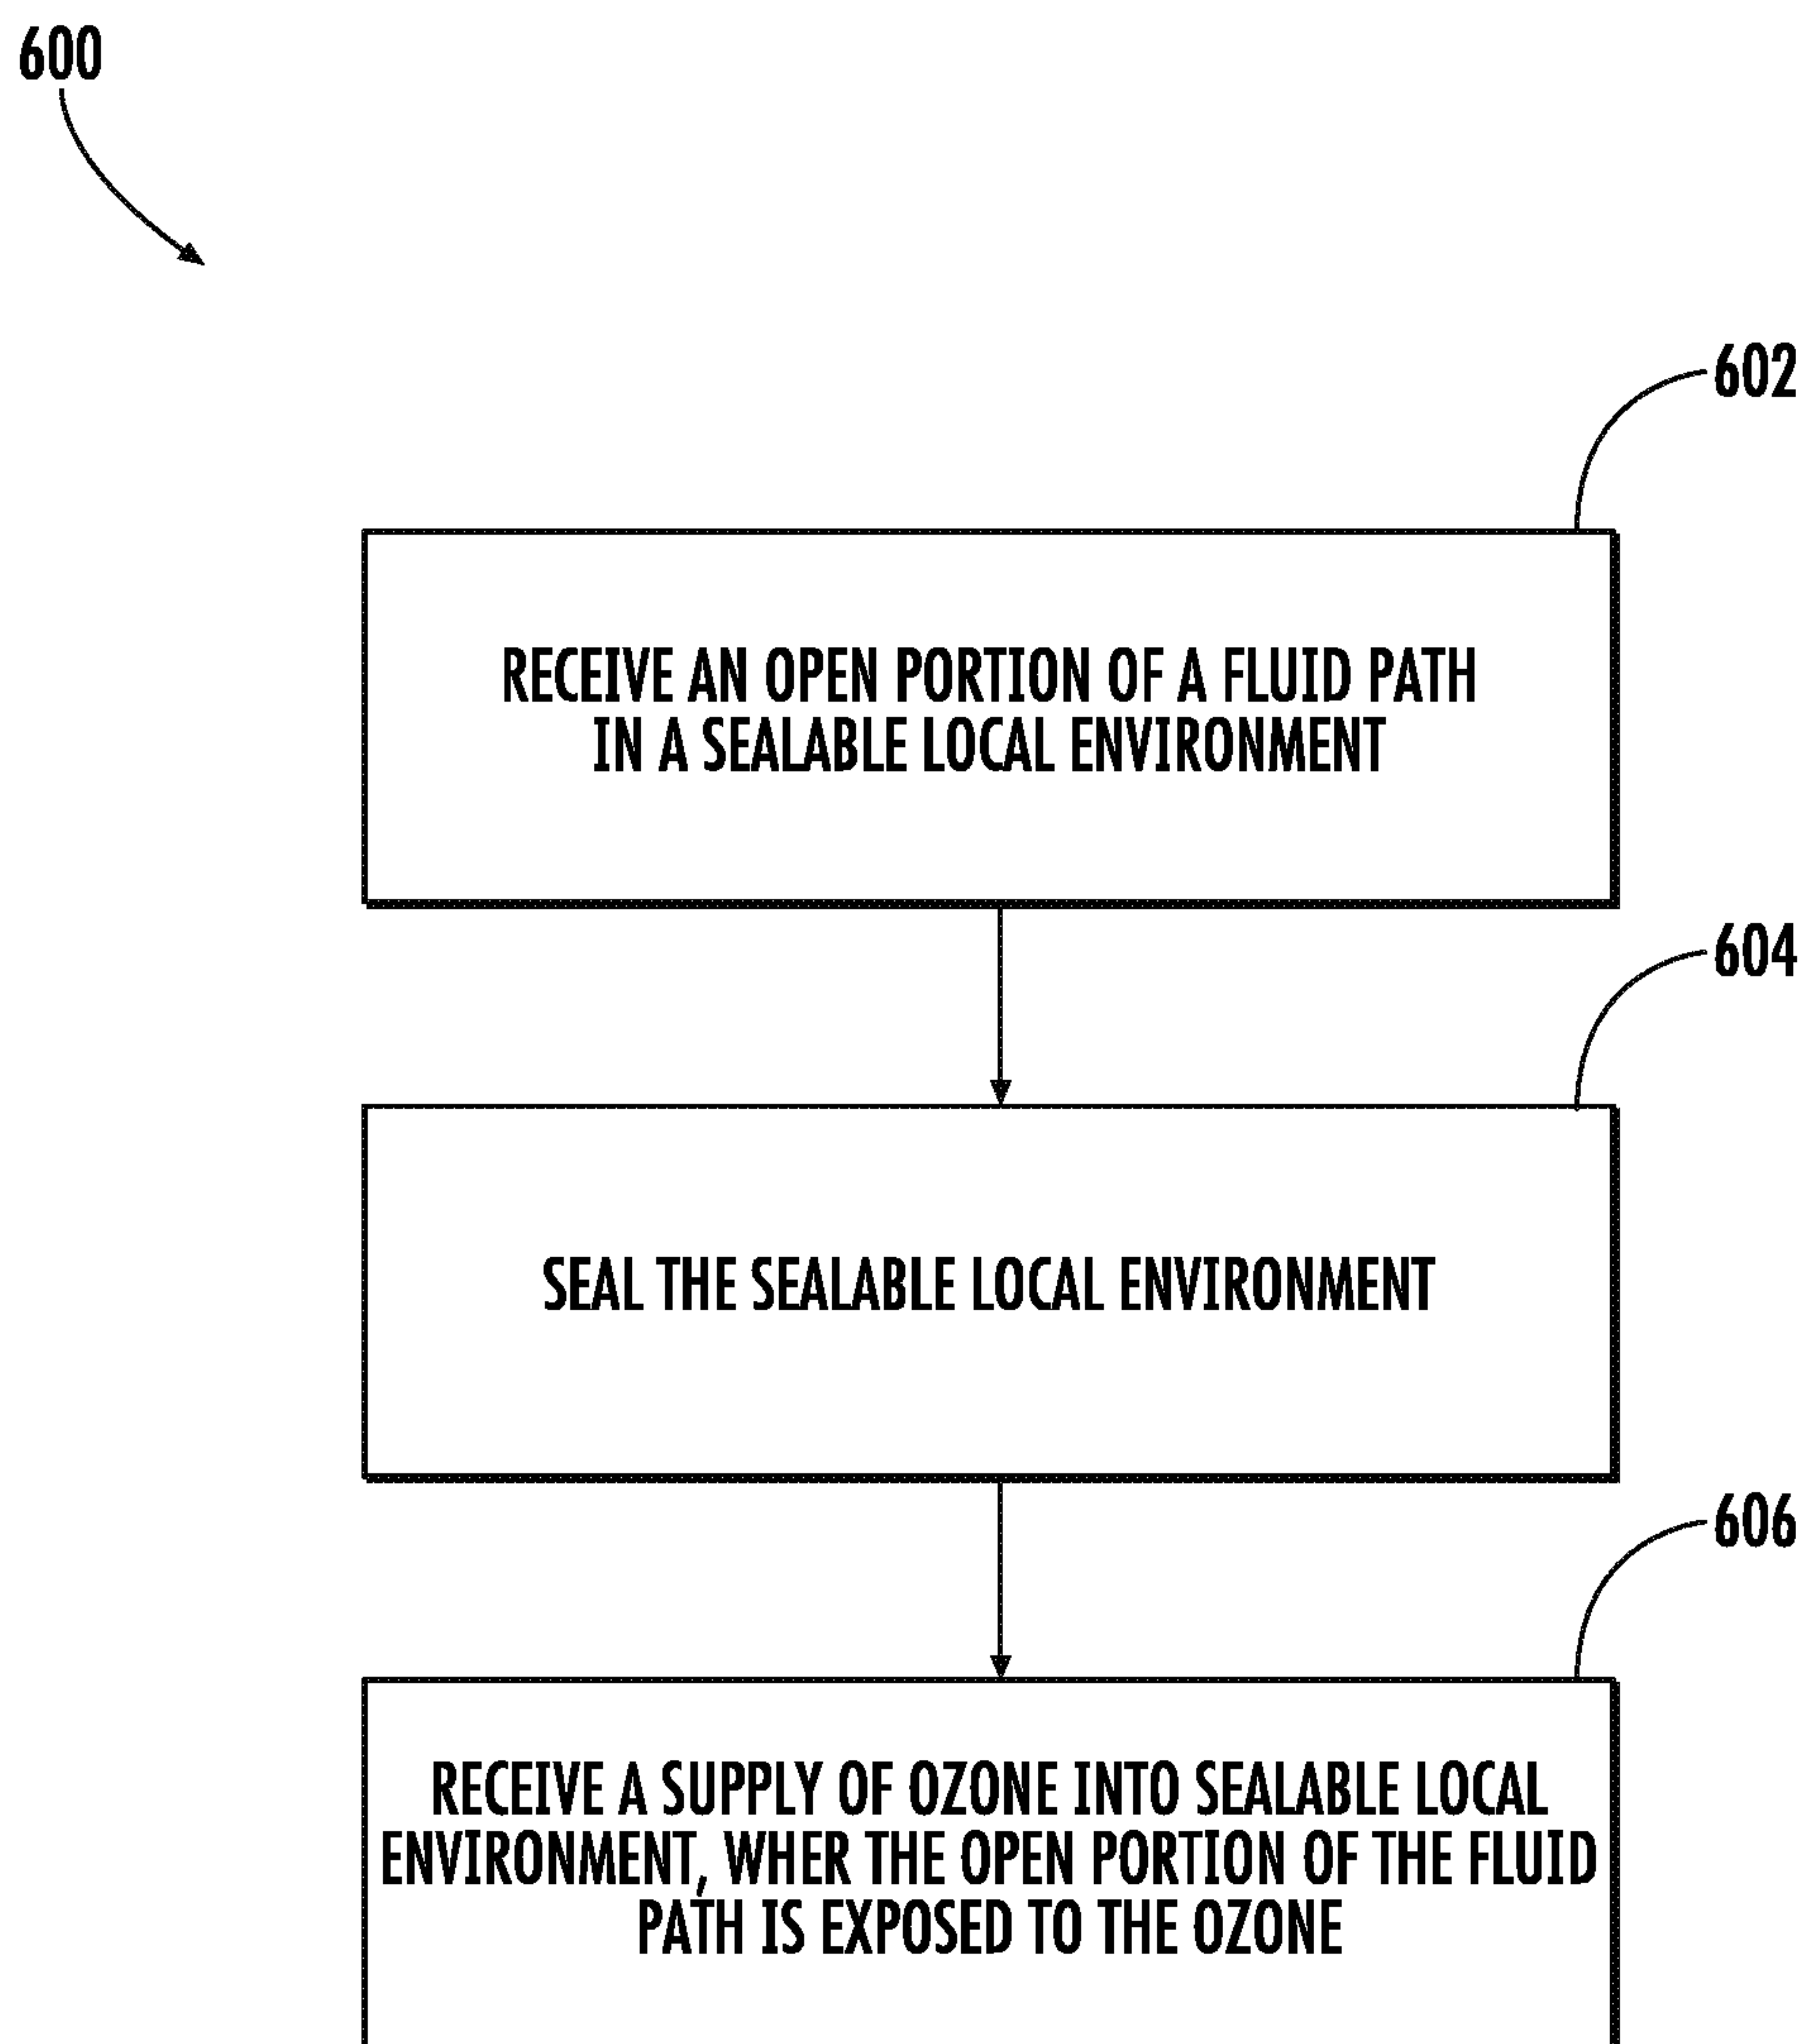 600
602
RECEIVE AN OPEN PORTION OF A FLUID PATH
IN A SEALABLE LOCAL ENVIRONMENT
604
SEAL THE SEALABLE LOCAL ENVIRONMENT
606
RECEIVE A SUPPLY OF OZONE INTO SEALABLE LOCAL
ENVIRONMENT, WHER THE OPEN PORTION OF THE FLUID
PATH IS EXPOSED TO THE OZONE